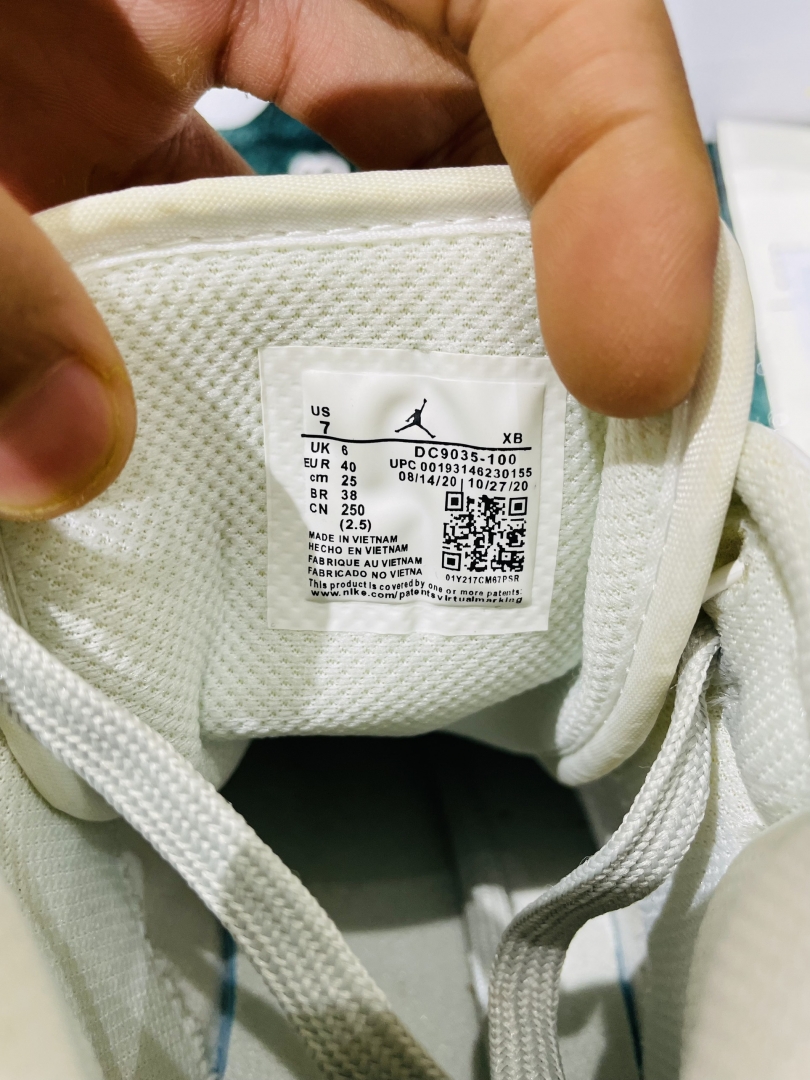 US
7
XB
UK 6
EUR 40
cm 25
BR 38
CN 250
(2.5)
DC9035-100
UPC 00193146230155
08/14/20 | 10/27/20
MADE IN VIETNAM
HECHO EN VIETNAM
FABRIQUE AU VIETNAM
FABRICADO NO VIETNA
01Y217CM67PSR
This product is covered by one or more patents:
www.nike.com/patentsvirtualmarking